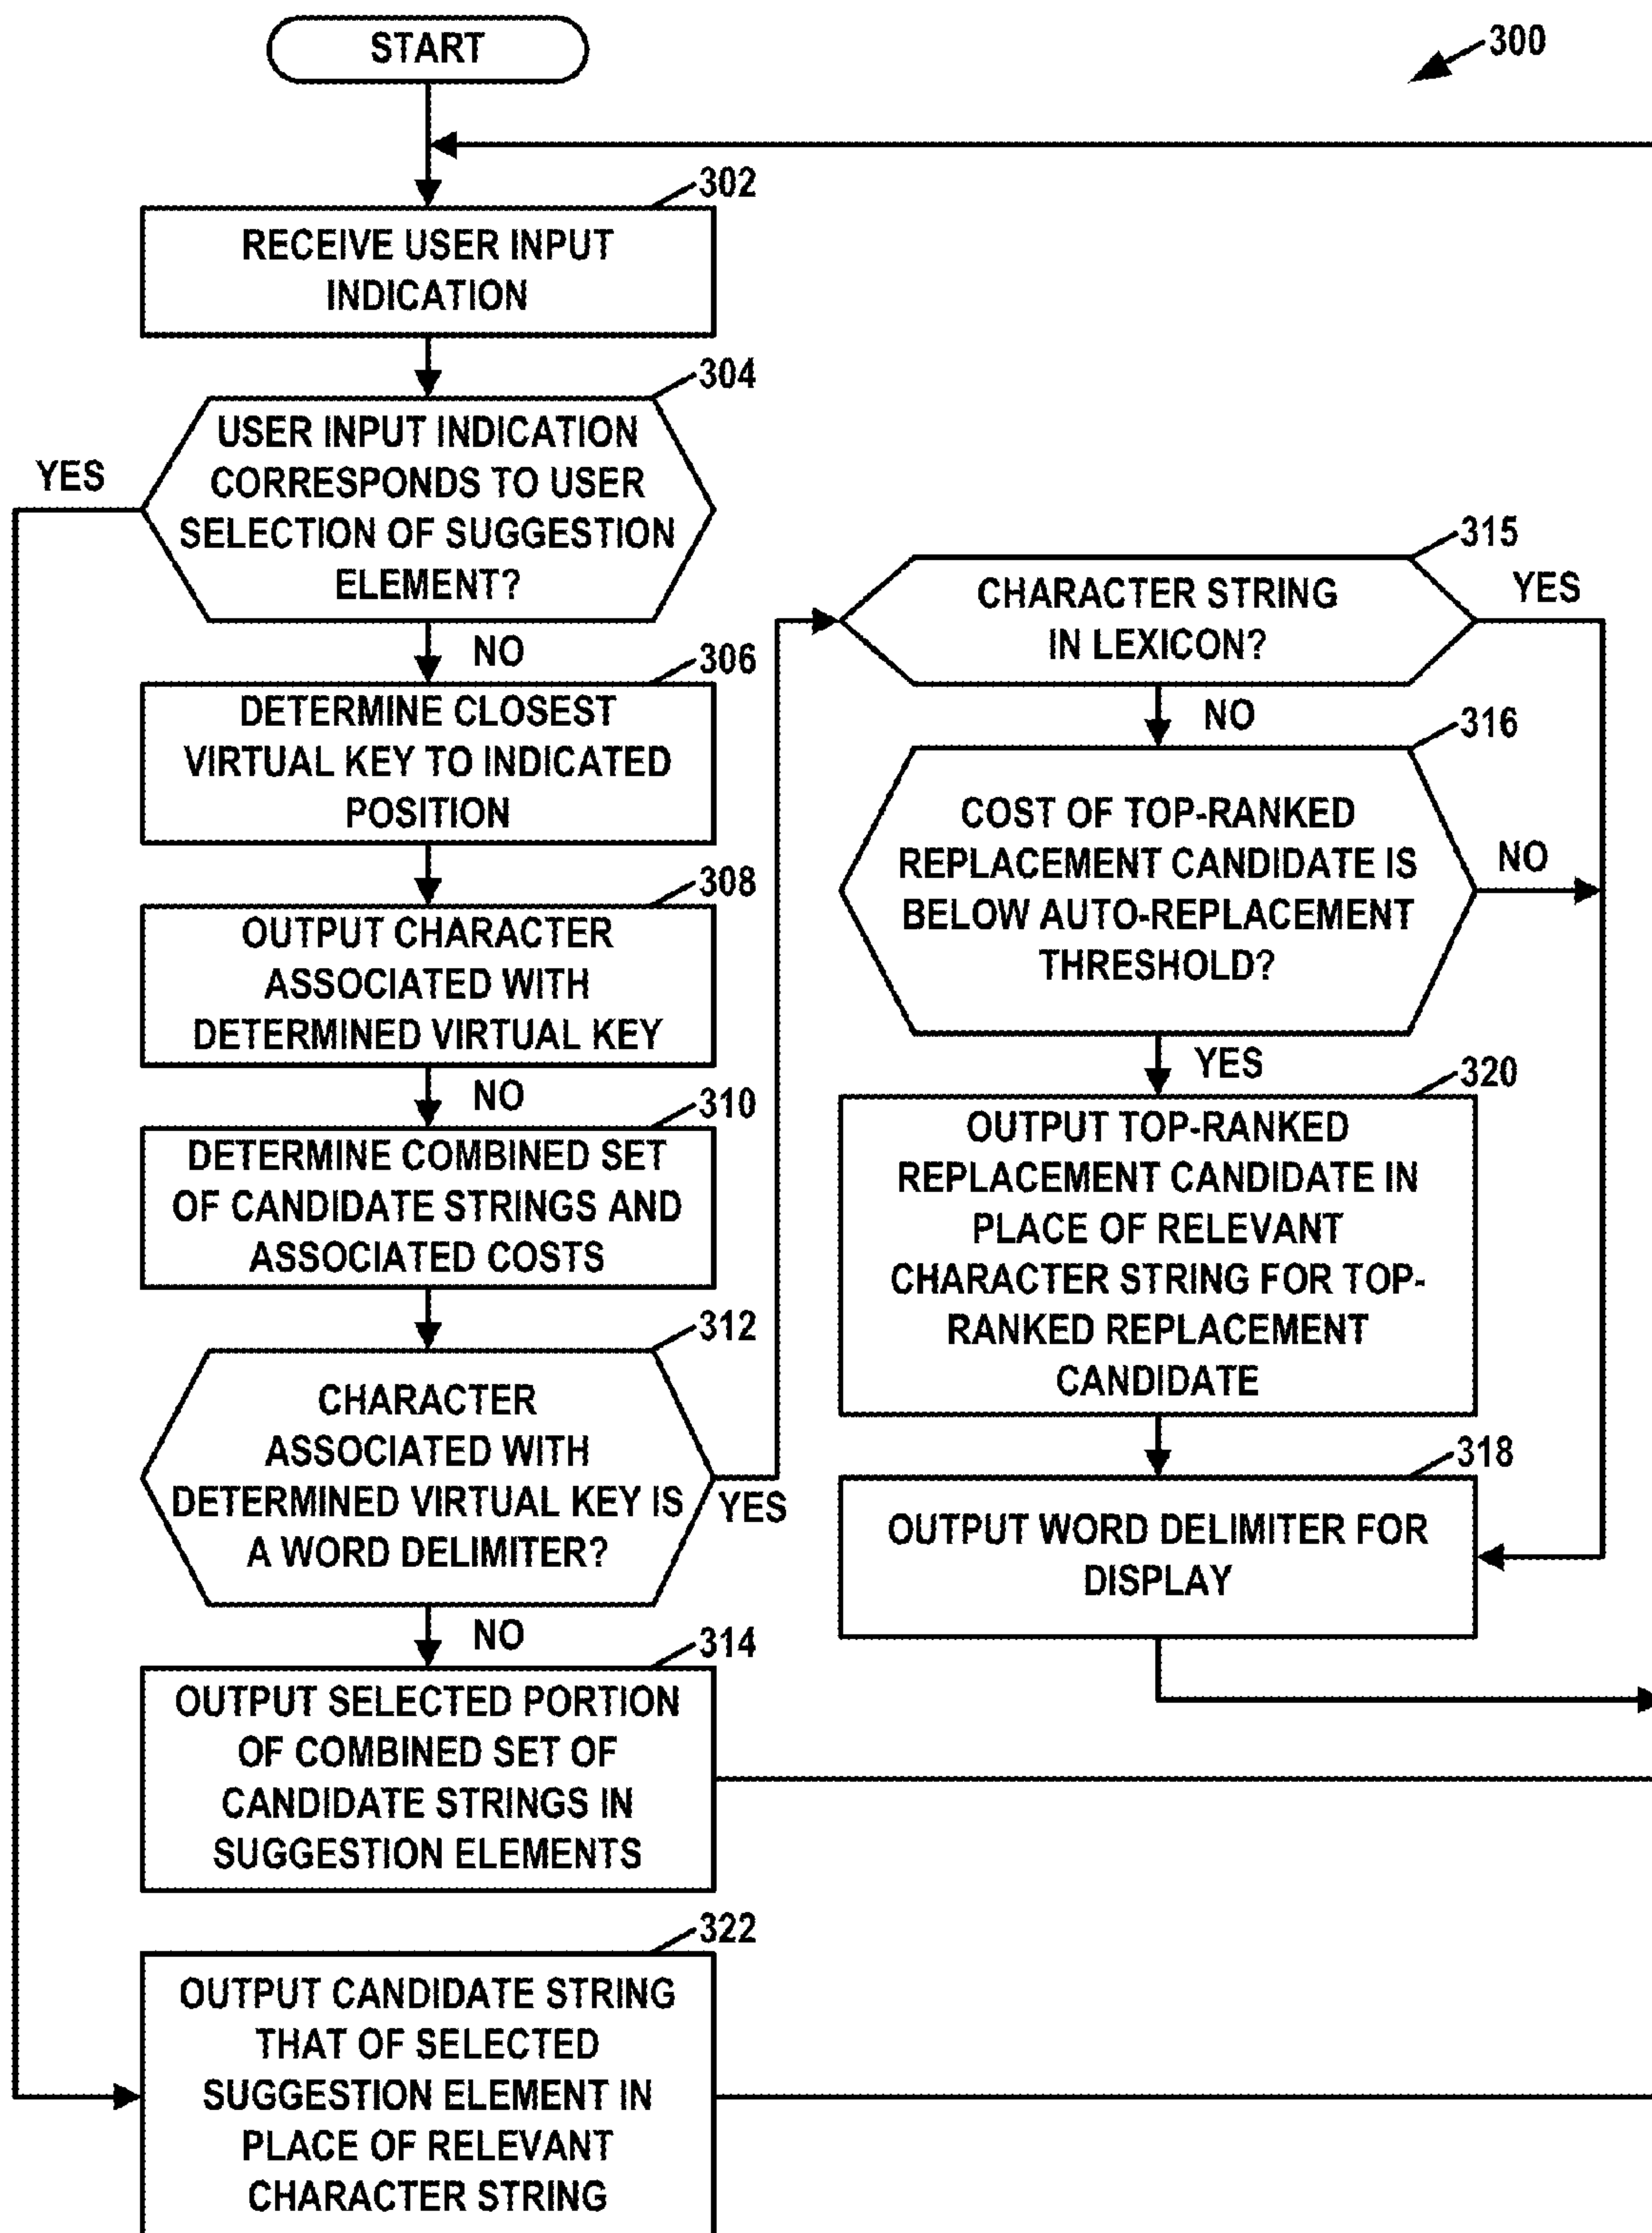 START
300
302
RECEIVE USER INPUT
INDICATION
304
USER INPUT INDICATION
CORRESPONDS TO USER
SELECTION OF SUGGESTION
ELEMENT?
YES
NO
306
DETERMINE CLOSEST
VIRTUAL KEY TO INDICATED
POSITION
308
OUTPUT CHARACTER
ASSOCIATED WITH
DETERMINED VIRTUAL KEY
NO
310
DETERMINE COMBINED SET
OF CANDIDATE STRINGS AND
ASSOCIATED COSTS
312
CHARACTER
ASSOCIATED WITH
DETERMINED VIRTUAL KEY IS
A WORD DELIMITER?
YES
NO
314
OUTPUT SELECTED PORTION
OF COMBINED SET OF
CANDIDATE STRINGS IN
SUGGESTION ELEMENTS
315
CHARACTER STRING
IN LEXICON?
YES
NO
316
COST OF TOP-RANKED
REPLACEMENT CANDIDATE IS
BELOW AUTO-REPLACEMENT
THRESHOLD?
NO
YES
320
OUTPUT TOP-RANKED
REPLACEMENT CANDIDATE IN
PLACE OF RELEVANT
CHARACTER STRING FOR TOP-
RANKED REPLACEMENT
CANDIDATE
318
OUTPUT WORD DELIMITER FOR
DISPLAY
322
OUTPUT CANDIDATE STRING
THAT OF SELECTED
SUGGESTION ELEMENT IN
PLACE OF RELEVANT
CHARACTER STRING